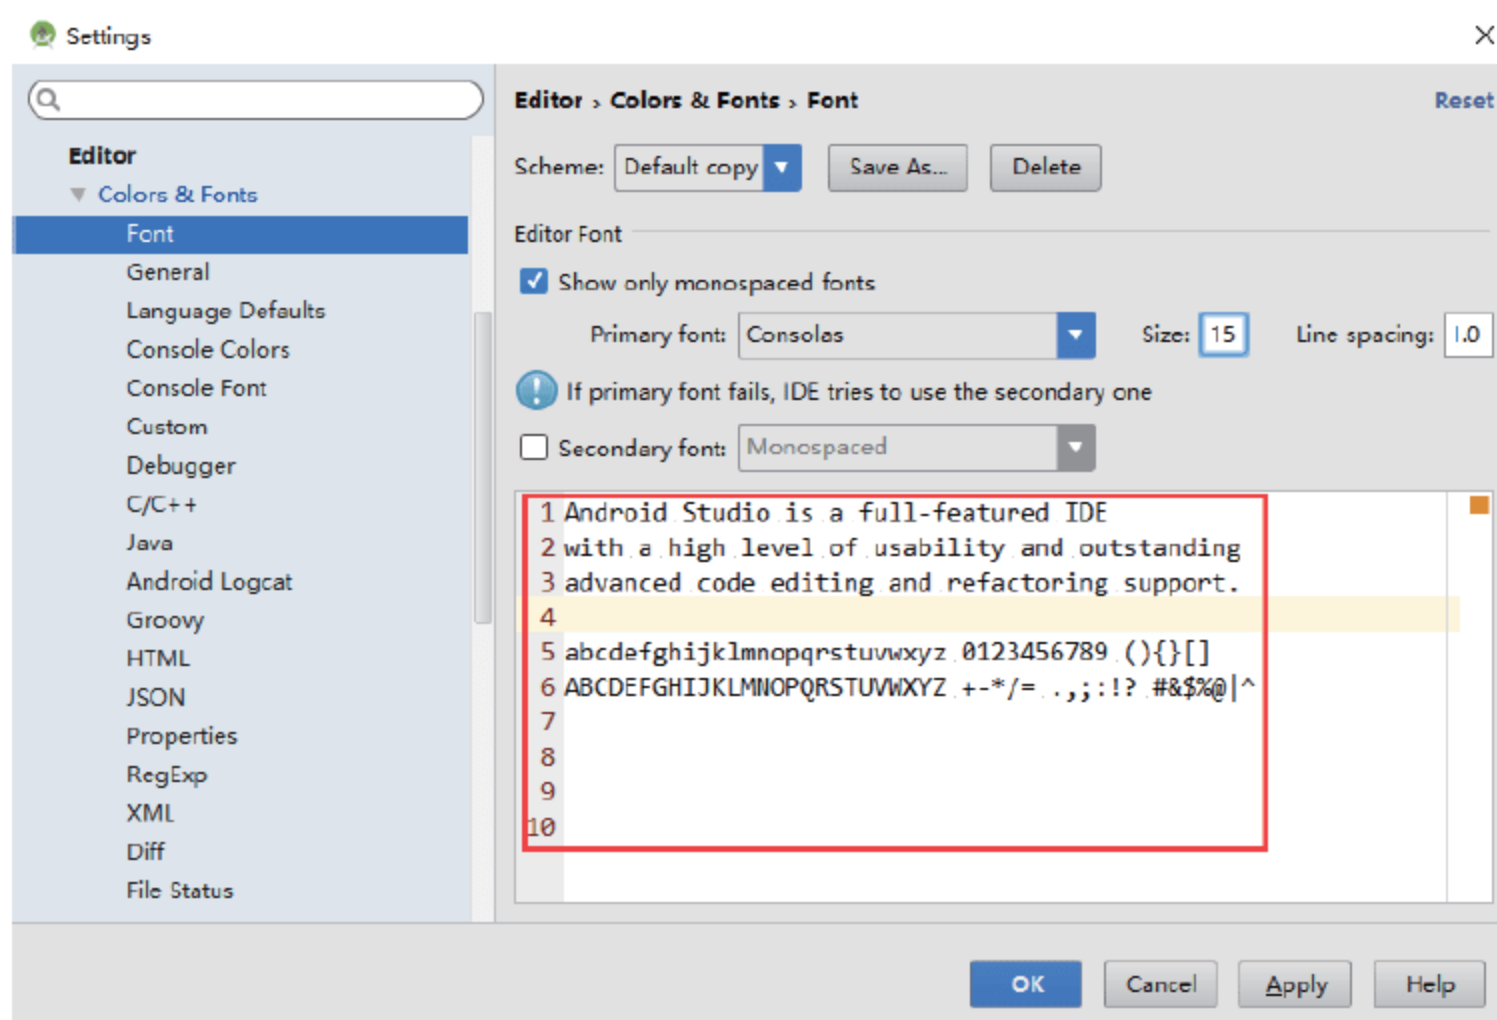 Settings
Editor › Colors & Fonts › Font
Reset
Editor
Colors & Fonts
Font
General
Language Defaults
Console Colors
Console Font
Custom
Debugger
C/C++
Java
Android Logcat
Groovy
HTML
JSON
Properties
RegExp
XML
Diff
File Status
Scheme: Default copy Save As... Delete
Editor Font
Show only monospaced fonts
Primary font: Consolas Size: 15 Line spacing: 1.0
If primary font fails, IDE tries to use the secondary one
Secondary font: Monospaced
1 Android Studio is a full-featured IDE
2 with a high level of usability and outstanding
3 advanced code editing and refactoring support.
4
5 abcdefghijklmnopqrstuvwxyz 0123456789 (){}[]
6 ABCDEFGHIJKLMNOPQRSTUVWXYZ +-*/= .,;:!? #&$%@|^
7
8
9
10
OK Cancel Apply Help